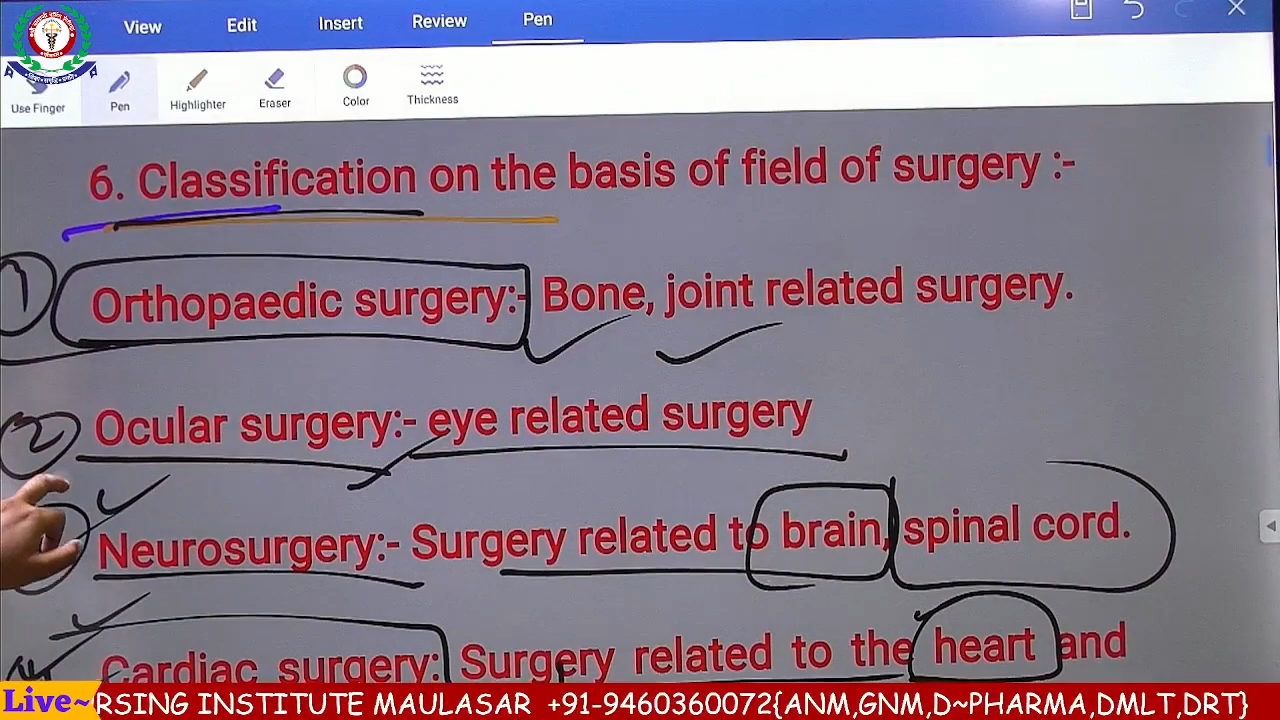 View Edit Insert Review Pen
Use Finger Pen Highlighter Eraser Color Thickness
6. Classification on the basis of field of surgery :-
1 Orthopaedic surgery:- Bone, joint related surgery.
2 Ocular surgery:- eye related surgery
Neurosurgery:- Surgery related to brain, spinal cord.
Cardiac surgery: Surgery related to the heart and
Live~ RSING INSTITUTE MAULASAR +91-9460360072{ANM,GNM,D~PHARMA,DMLT,DRT}